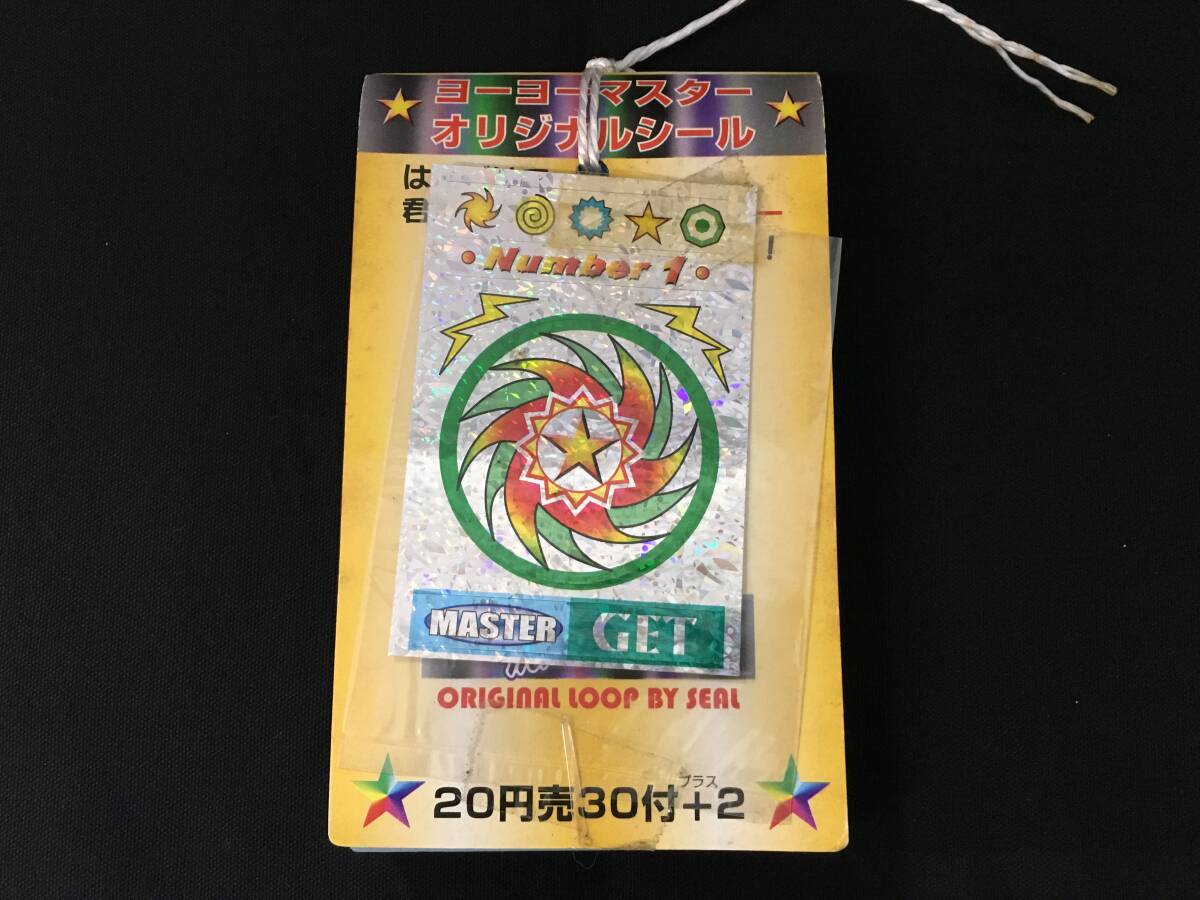 ヨーヨーマスター
オリジナルシール
は
君
!
• Number 1 •
MASTER GET
ORIGINAL LOOP BY SEAL
プラス
20円売30付+2